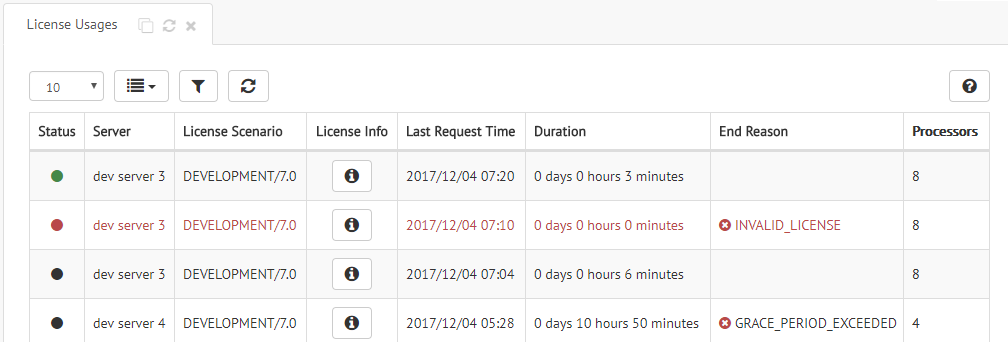 License Usages
10
Status Server License Scenario License Info Last Request Time Duration End Reason Processors
dev server 3 DEVELOPMENT/7.0 2017/12/04 07:20 0 days 0 hours 3 minutes 8
dev server 3 DEVELOPMENT/7.0 2017/12/04 07:10 0 days 0 hours 0 minutes INVALID_LICENSE 8
dev server 3 DEVELOPMENT/7.0 2017/12/04 07:04 0 days 0 hours 6 minutes 8
dev server 4 DEVELOPMENT/7.0 2017/12/04 05:28 0 days 10 hours 50 minutes GRACE_PERIOD_EXCEEDED 4